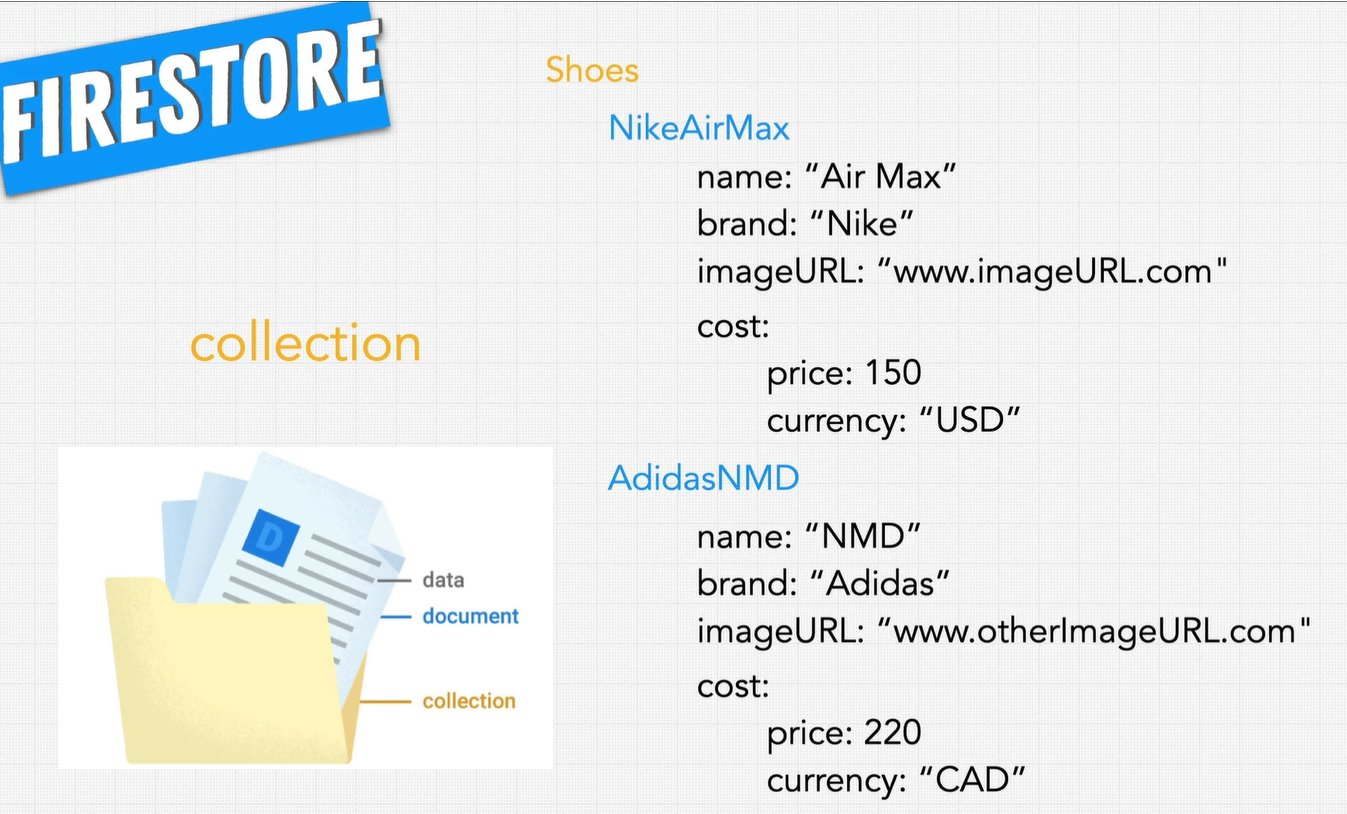 FIRESTORE
Shoes
NikeAirMax
name: “Air Max”
brand: “Nike”
imageURL: “www.imageURL.com"
cost:
price: 150
currency: “USD”
AdidasNMD
name: “NMD”
brand: “Adidas”
imageURL: “www.otherImageURL.com"
cost:
price: 220
currency: “CAD”
collection
D
data
document
collection